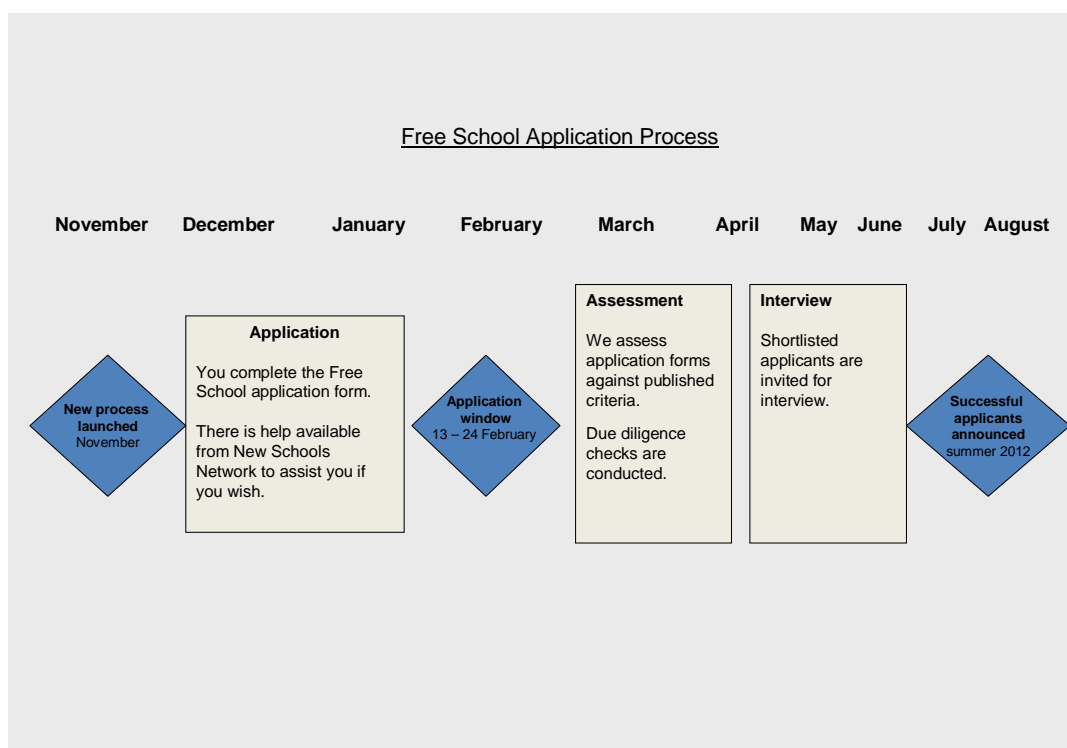 Free School Application Process
November December January February March April May June July August
New process
launched
November
Application
You complete the Free
School application form.
There is help available
from New Schools
Network to assist you if
you wish.
Application
window
13 – 24 February
Assessment
We assess
application forms
against published
criteria.
Due diligence
checks are
conducted.
Interview
Shortlisted
applicants are
invited for
interview.
Successful
applicants
announced
summer 2012